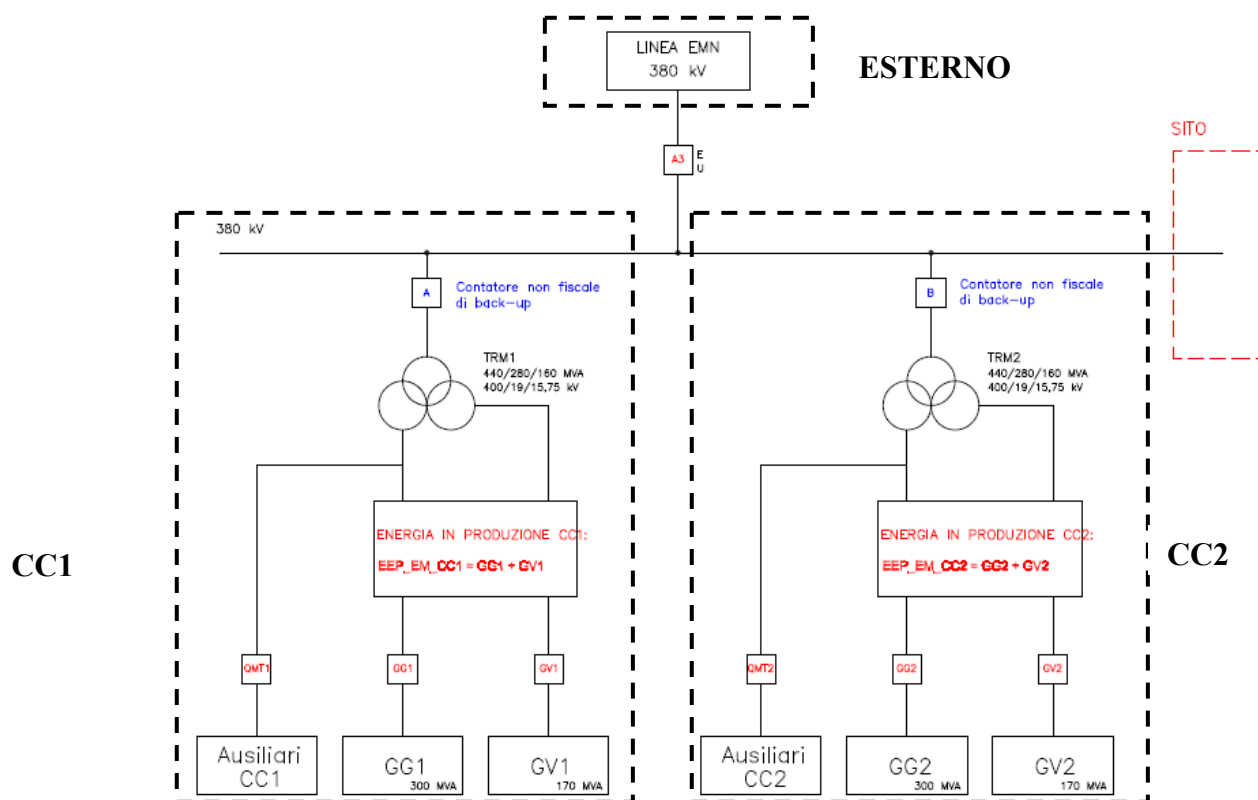 LINEA EMN
380 kV
ESTERNO
SITO
A3
E
U
380 kV
A
Contatore non fiscale
di back-up
B
Contatore non fiscale
di back-up
TRM1
440/280/160 MVA
400/19/15,75 kV
TRM2
440/280/160 MVA
400/19/15,75 kV
ENERGIA IN PRODUZIONE CC1:
EEP_EM_CC1 = GG1 + GV1
ENERGIA IN PRODUZIONE CC2:
EEP_EM_CC2 = GG2 + GV2
CC1
CC2
QMT1
GG1
GV1
QMT2
GG2
GV2
Ausiliari
CC1
GG1
300 MVA
GV1
170 MVA
Ausiliari
CC2
GG2
300 MVA
GV2
170 MVA